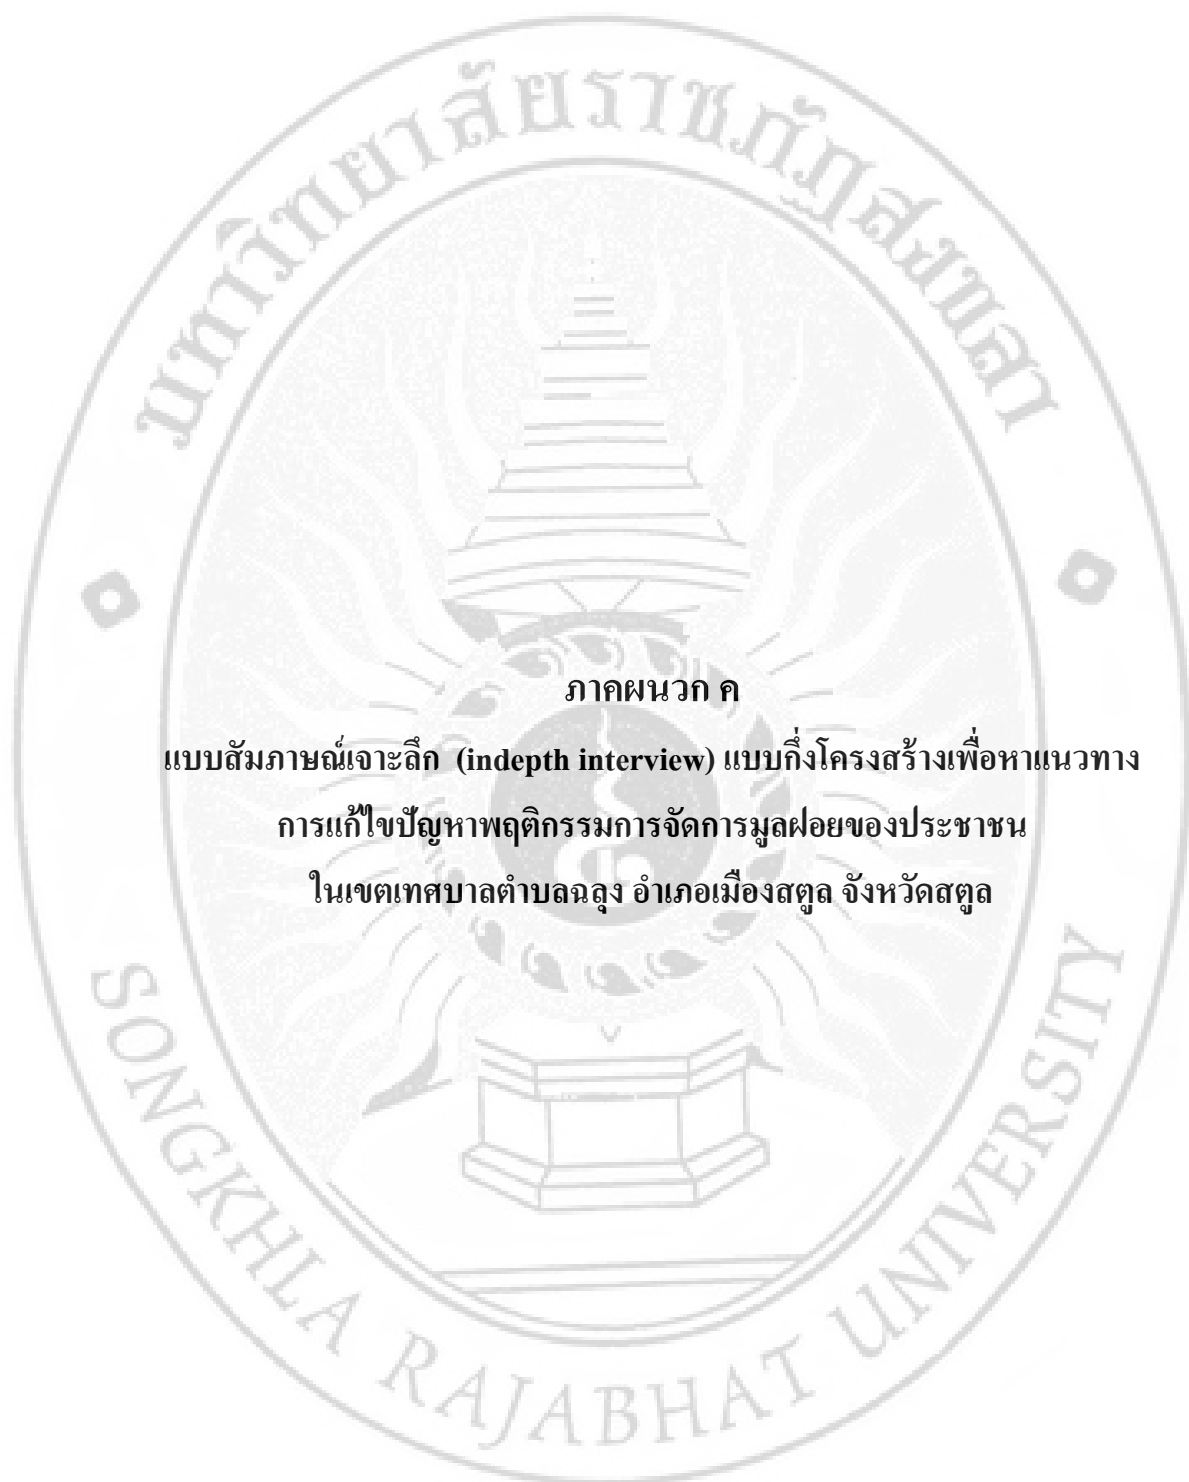 มหาวิทยาลัยราชภัฏสงขลา
ภาคผนวก ค
แบบสัมภาษณ์เจาะลึก (indepth interview) แบบกึ่งโครงสร้างเพื่อหาแนวทาง
การแก้ไขปัญหาพฤติกรรมการจัดการมูลฝอยของประชาชน
ในเขตเทศบาลตำบลฉลุง อำเภอเมืองสตูล จังหวัดสตูล
SONGKHLA RAJABHAT UNIVERSITY